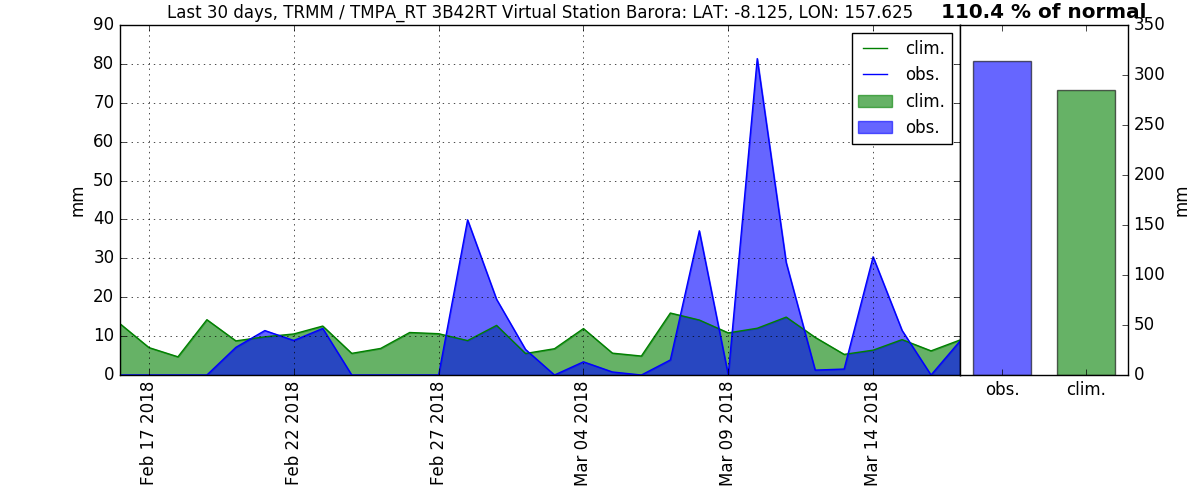 Last 30 days, TRMM / TMPA_RT 3B42RT Virtual Station Barora: LAT: -8.125, LON: 157.625
110.4 % of normal
90
80
70
60
50
40
30
20
10
0
mm
Feb 17 2018
Feb 22 2018
Feb 27 2018
Mar 04 2018
Mar 09 2018
Mar 14 2018
clim.
obs.
clim.
obs.
350
300
250
200
150
100
50
0
mm
obs.
clim.